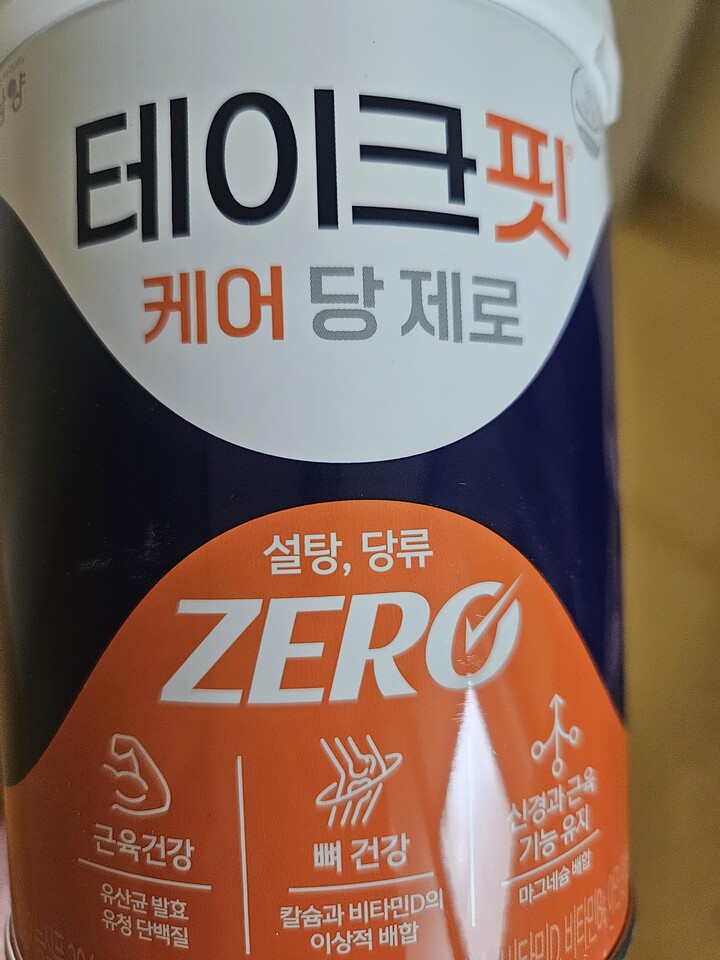 테이크핏
케어 당 제로
설탕, 당류
ZERO
근육건강
유산균 발효
유청 단백질
뼈 건강
칼슘과 비타민D의
이상적 배합
신경과 근육
기능 유지
마그네슘 배합